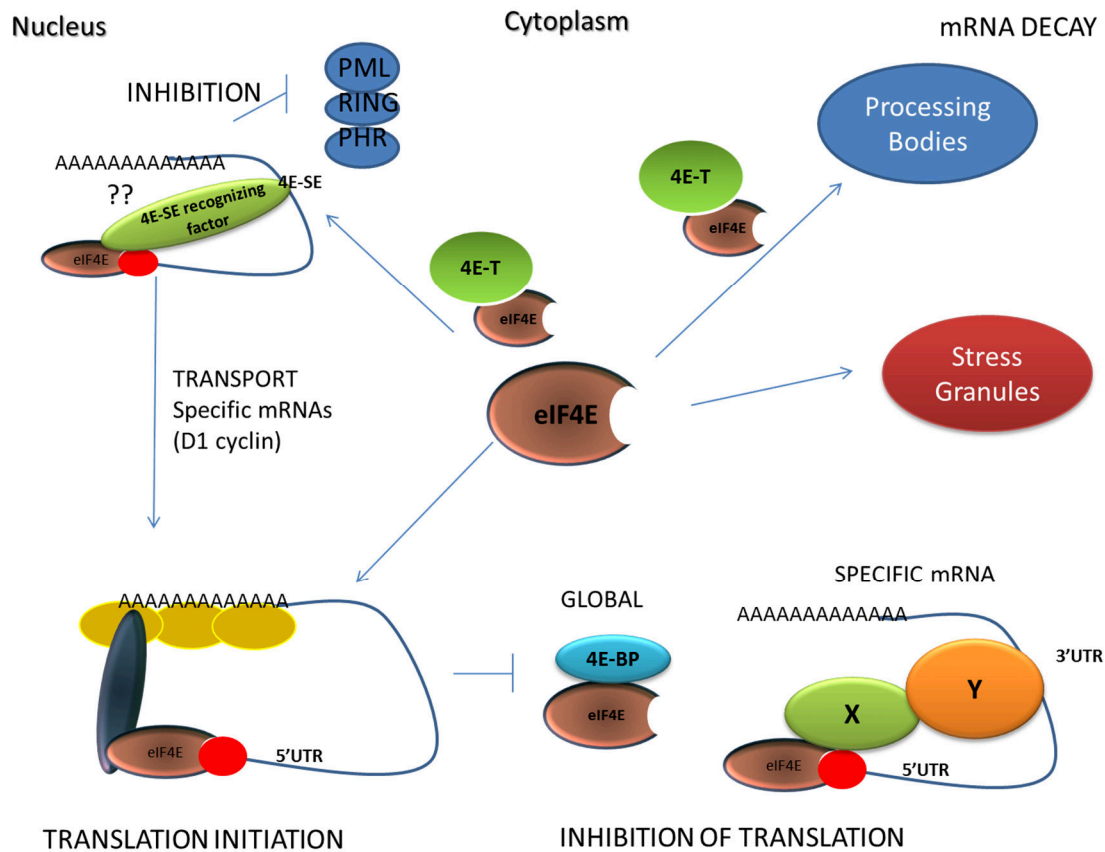 Nucleus
Cytoplasm
mRNA DECAY
INHIBITION
PML
RING
PHR
Processing
Bodies
AAAAAAAAAAAAA
??
4E-SE
4E-SE recognizing
factor
eIF4E
4E-T
eIF4E
4E-T
eIF4E
TRANSPORT
Specific mRNAs
(D1 cyclin)
eIF4E
Stress
Granules
AAAAAAAAAAAAA
eIF4E
5'UTR
GLOBAL
4E-BP
eIF4E
SPECIFIC mRNA
AAAAAAAAAAAAA
3'UTR
Y
X
eIF4E
5'UTR
TRANSLATION INITIATION
INHIBITION OF TRANSLATION